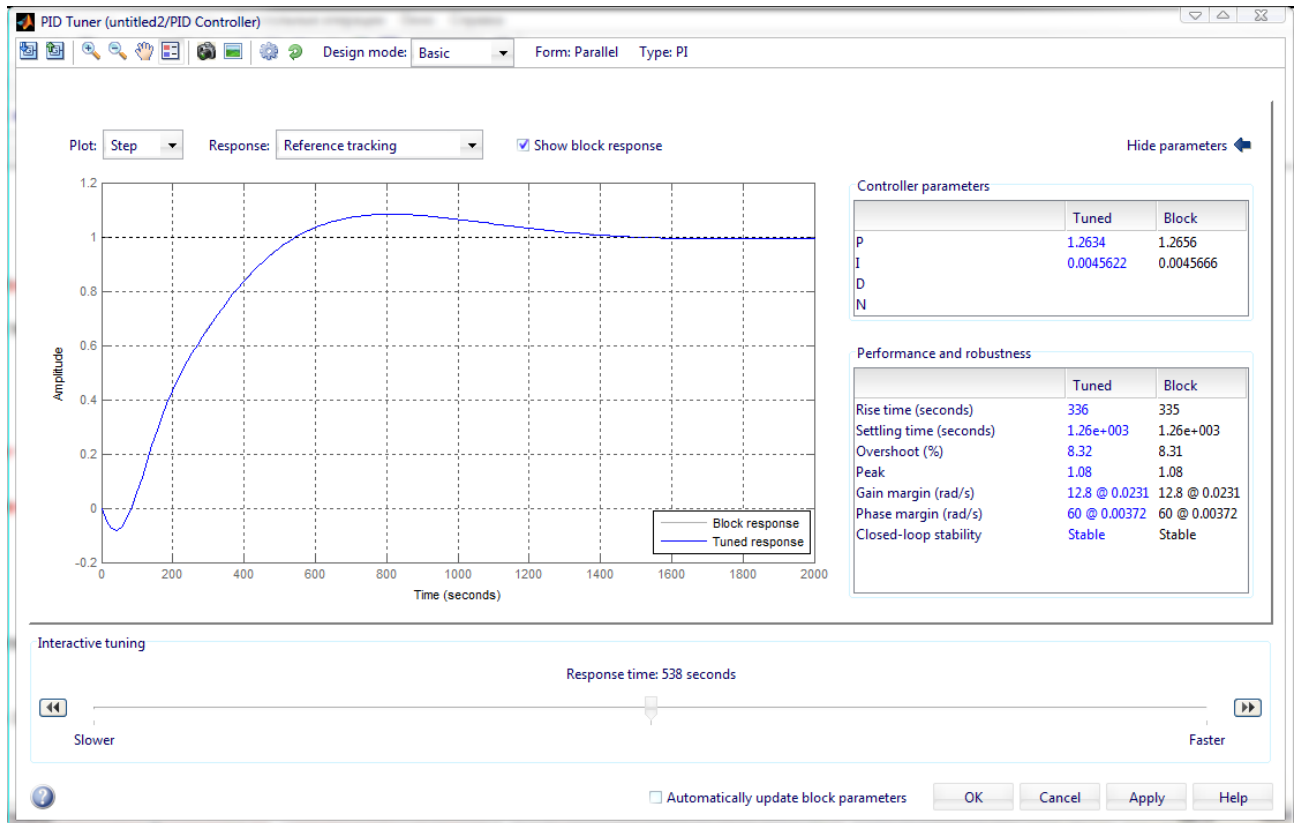 PID Tuner (untitled2/PID Controller)
Design mode: Basic Form: Parallel Type: PI
Plot: Step Response: Reference tracking Show block response Hide parameters
1.2
1
0.8
0.6
0.4
0.2
0
-0.2
Amplitude
0 200 400 600 800 1000 1200 1400 1600 1800 2000
Time (seconds)
Block response
Tuned response
Controller parameters
Tuned Block
P 1.2634 1.2656
I 0.0045622 0.0045666
D
N
Performance and robustness
Tuned Block
Rise time (seconds) 336 335
Settling time (seconds) 1.26e+003 1.26e+003
Overshoot (%) 8.32 8.31
Peak 1.08 1.08
Gain margin (rad/s) 12.8 @ 0.0231 12.8 @ 0.0231
Phase margin (rad/s) 60 @ 0.00372 60 @ 0.00372
Closed-loop stability Stable Stable
Interactive tuning
Response time: 538 seconds
Slower Faster
Automatically update block parameters OK Cancel Apply Help